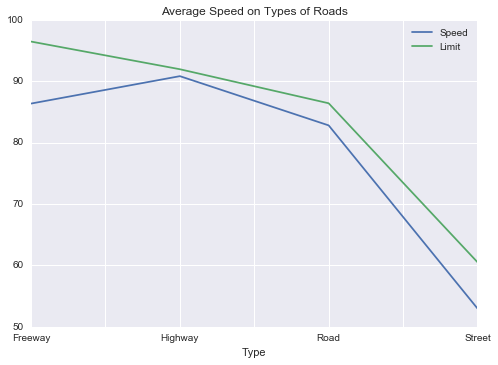 Average Speed on Types of Roads
100
90
80
70
60
50
Speed
Limit
Freeway Highway Road Street
Type